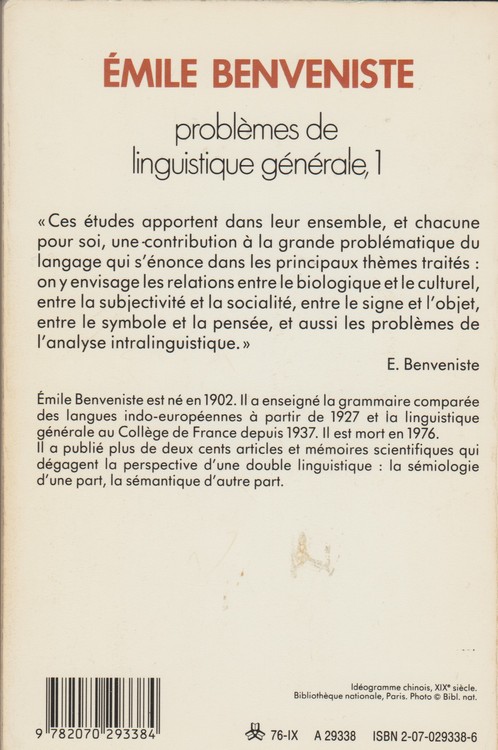 ÉMILE BENVENISTE
problèmes de
linguistique générale, 1
« Ces études apportent dans leur ensemble, et chacune
pour soi, une contribution à la grande problématique du
langage qui s'énonce dans les principaux thèmes traités :
on y envisage les relations entre le biologique et le culturel,
entre la subjectivité et la socialité, entre le signe et l'objet,
entre le symbole et la pensée, et aussi les problèmes de
l'analyse intralinguistique. »
E. Benveniste
Émile Benveniste est né en 1902. Il a enseigné la grammaire comparée
des langues indo-européennes à partir de 1927 et la linguistique
générale au Collège de France depuis 1937. Il est mort en 1976.
Il a publié plus de deux cents articles et mémoires scientifiques qui
dégagent la perspective d'une double linguistique : la sémiologie
d'une part, la sémantique d'autre part.
Idéogramme chinois, XIXe siècle.
Bibliothèque nationale, Paris. Photo © Bibl. nat.
9 782070 293384
76-IX A 29338 ISBN 2-07-029338-6